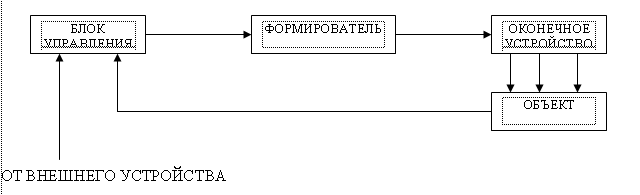 БЛОК
УПРАВЛЕНИЯ
ФОРМИРОВАТЕЛЬ
ОКОНЕЧНОЕ
УСТРОЙСТВО
ОБЪЕКТ
ОТ ВНЕШНЕГО УСТРОЙСТВА